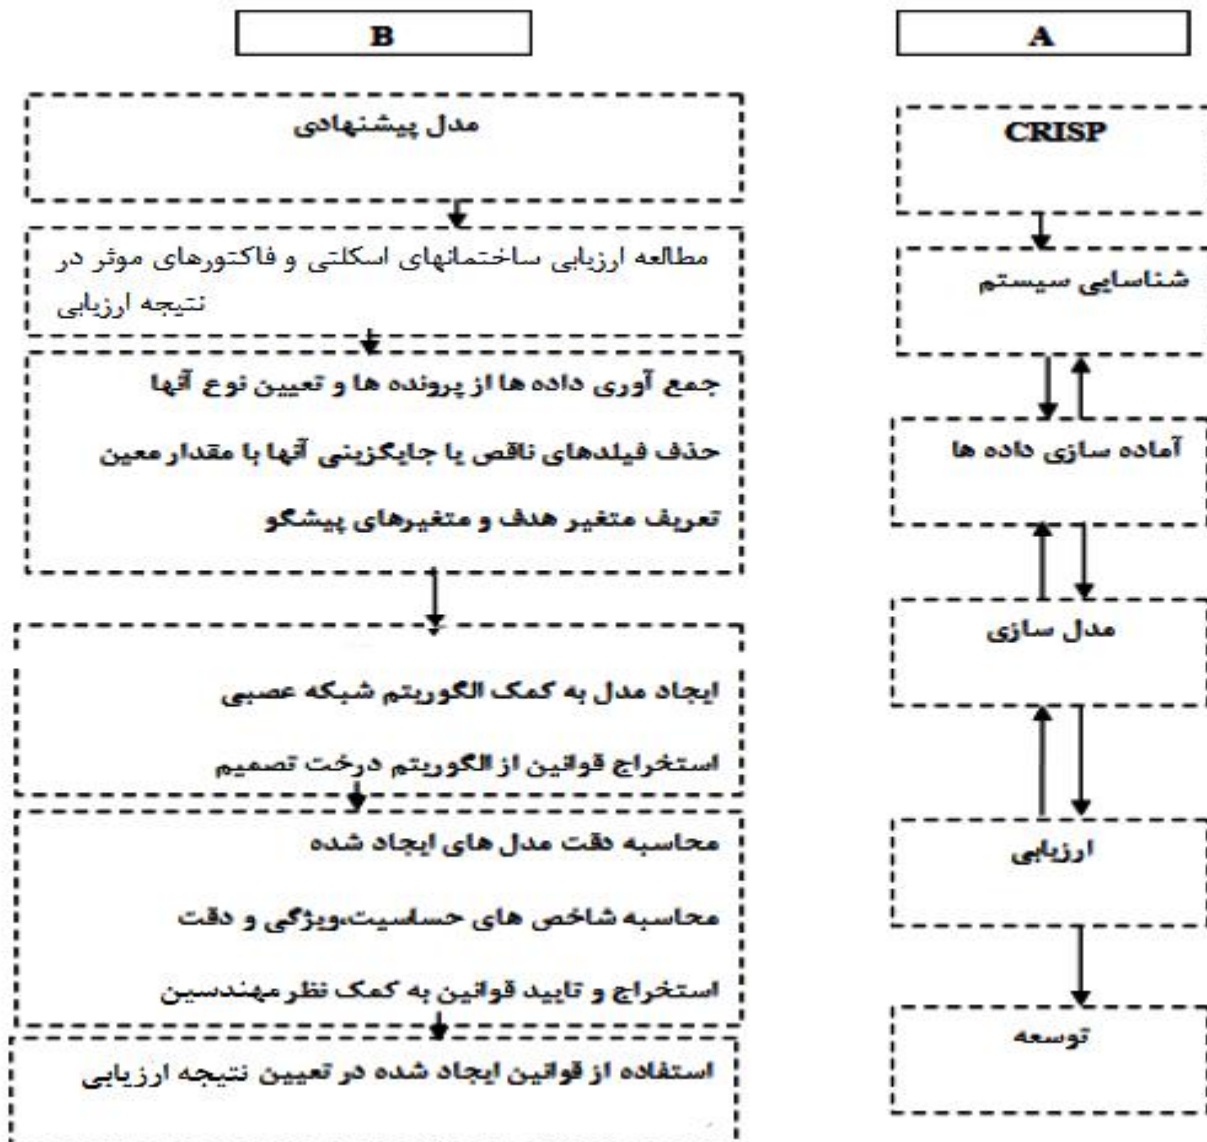 A
CRISP
شناسایی سیستم
آماده سازی داده ها
مدل سازی
ارزیابی
توسعه
B
مدل پیشنهادی
مطالعه ارزیابی ساختمانهای اسکلتی و فاکتورهای موثر در
نتیجه ارزیابی
جمع آوری داده ها از پرونده ها و تعیین نوع آنها
حذف فیلدهای ناقص یا جایگزینی آنها با مقدار معین
تعریف متغیر هدف و متغیرهای پیشگو
ایجاد مدل به کمک الگوریتم شبکه عصبی
استخراج قوانین از الگوریتم درخت تصمیم
محاسبه دقت مدل های ایجاد شده
محاسبه شاخص های حساسیت،ویژگی و دقت
استخراج و تایید قوانین به کمک نظر مهندسین
استفاده از قوانین ایجاد شده در تعیین نتیجه ارزیابی